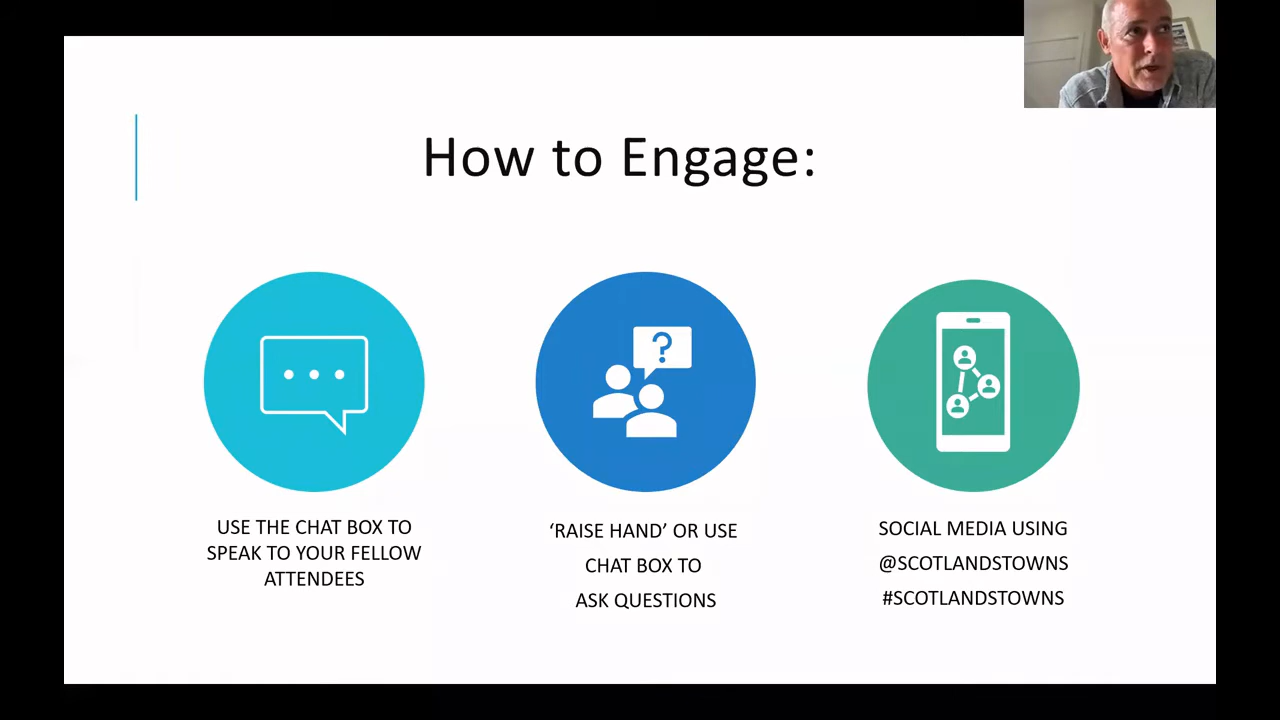 How to Engage:
?
USE THE CHAT BOX TO
SPEAK TO YOUR FELLOW
ATTENDEES
‘RAISE HAND’ OR USE
CHAT BOX TO
ASK QUESTIONS
SOCIAL MEDIA USING
@SCOTLANDSTOWNS
#SCOTLANDSTOWNS